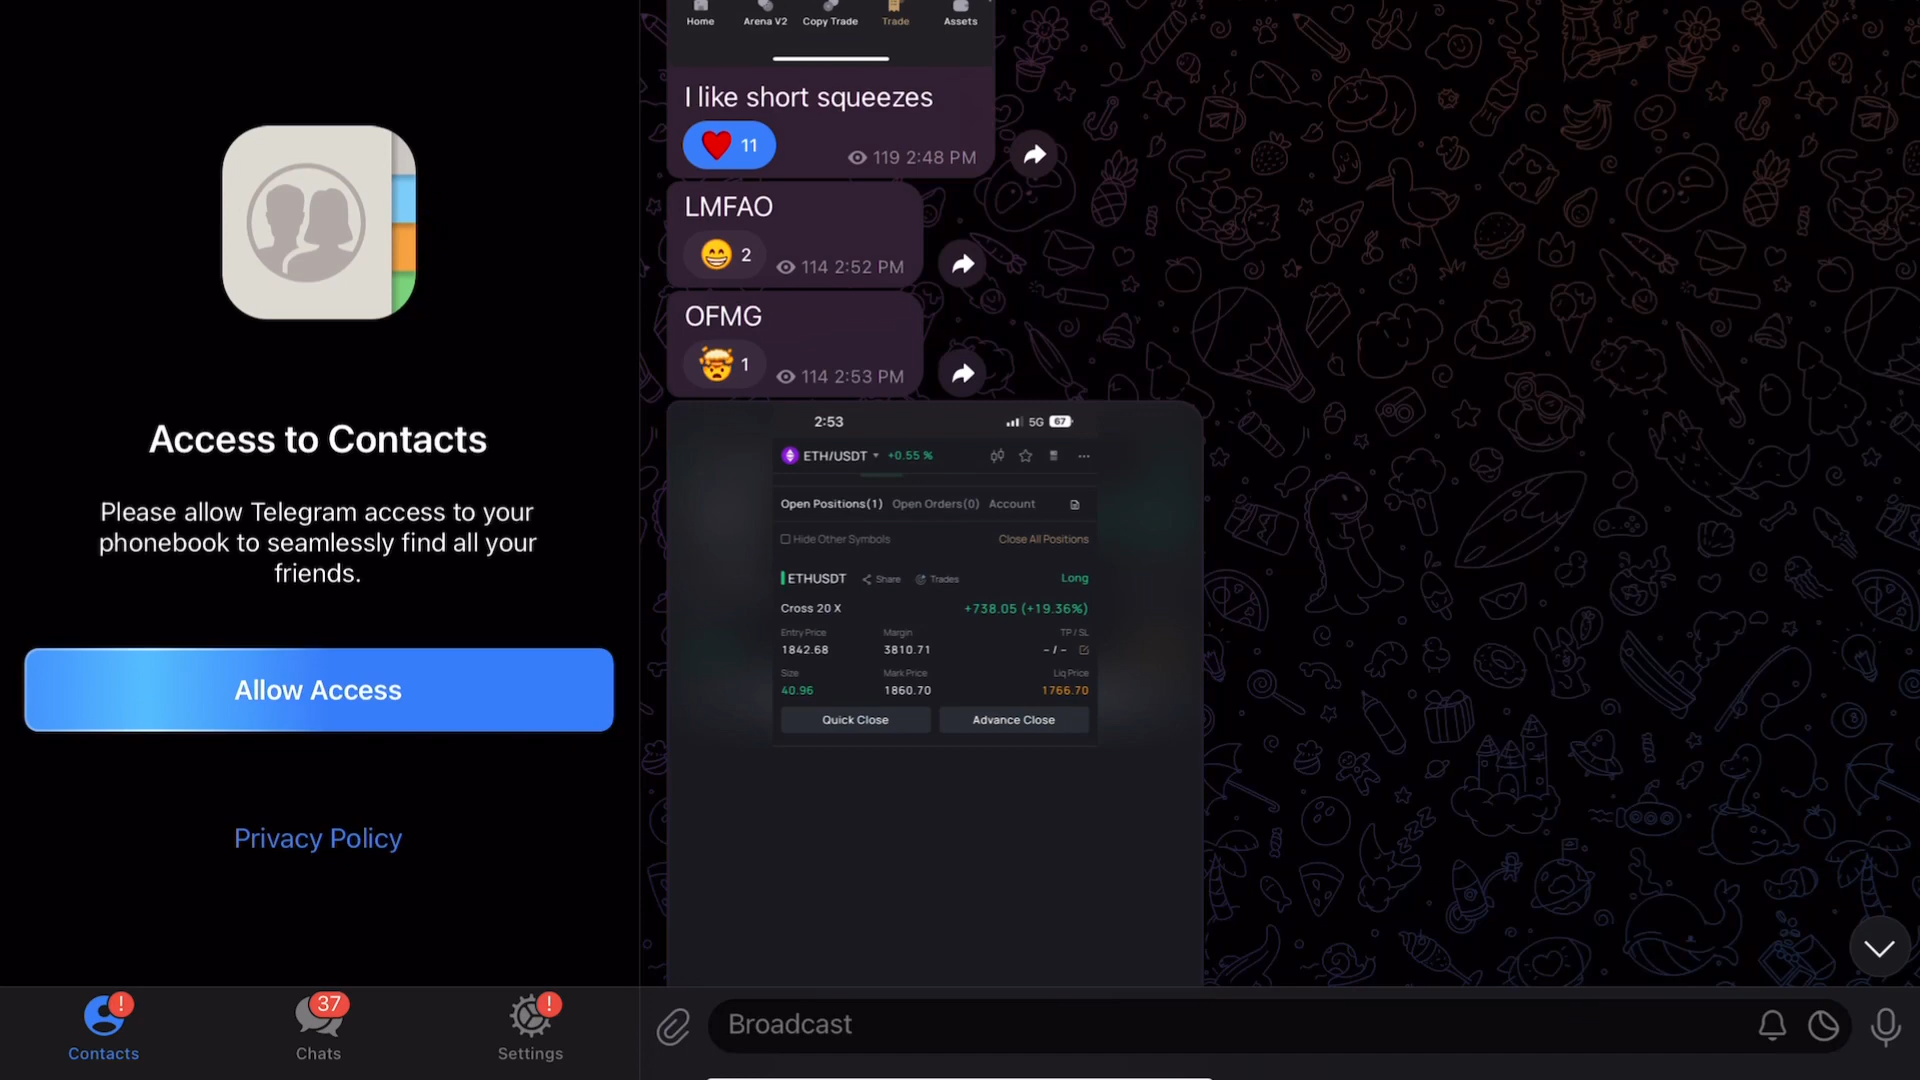 Access to Contacts
Please allow Telegram access to your
phonebook to seamlessly find all your
friends.
Allow Access
Privacy Policy
!
37
!
Contacts
Chats
Settings
Home
Arena V2
Copy Trade
Trade
Assets
I like short squeezes
11
119 2:48 PM
LMFAO
2
114 2:52 PM
OFMG
1
114 2:53 PM
2:53
5G
67
ETH/USDT
+0.55 %
Open Positions(1)
Open Orders(0)
Account
Hide Other Symbols
Close All Positions
ETHUSDT
Share
Trades
Long
Cross 20 X
+738.05 (+19.36%)
Entry Price
Margin
TP / SL
1842.68
3810.71
– / –
Size
Mark Price
Liq Price
40.96
1860.70
1766.70
Quick Close
Advance Close
Broadcast